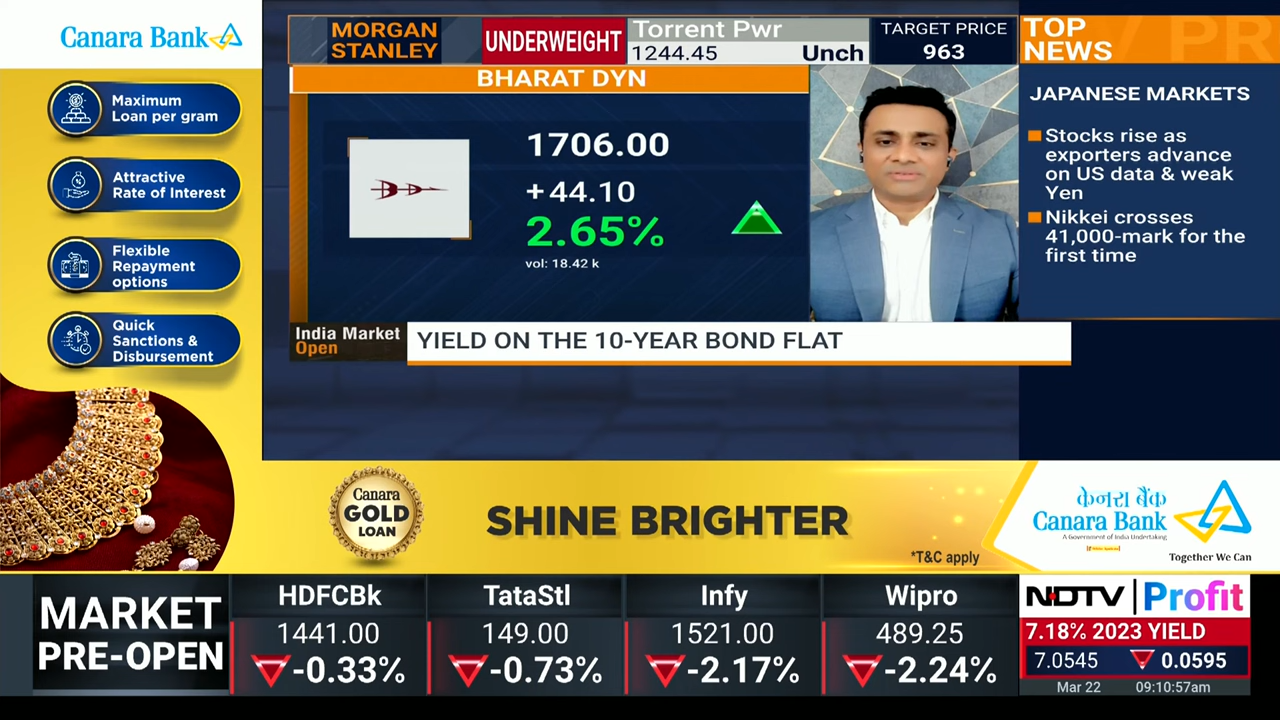 Canara Bank
Maximum
Loan per gram
Attractive
Rate of Interest
Flexible
Repayment
options
Quick
Sanctions &
Disbursement
MORGAN
STANLEY
UNDERWEIGHT
Torrent Pwr
1244.45 Unch
TARGET PRICE
963
TOP
NEWS
PR
BHARAT DYN
1706.00
+44.10
2.65%
vol: 18.42 k
JAPANESE MARKETS
Stocks rise as
exporters advance
on US data & weak
Yen
Nikkei crosses
41,000-mark for the
first time
India Market
Open
YIELD ON THE 10-YEAR BOND FLAT
Canara
GOLD
LOAN
SHINE BRIGHTER
*T&C apply
केनरा बैंक
Canara Bank
A Government of India Undertaking
Together We Can
MARKET
PRE-OPEN
HDFCBk
1441.00
-0.33%
TataStl
149.00
-0.73%
Infy
1521.00
-2.17%
Wipro
489.25
-2.24%
NDTV Profit
7.18% 2023 YIELD
7.0545 0.0595
Mar 22 09:10:57am